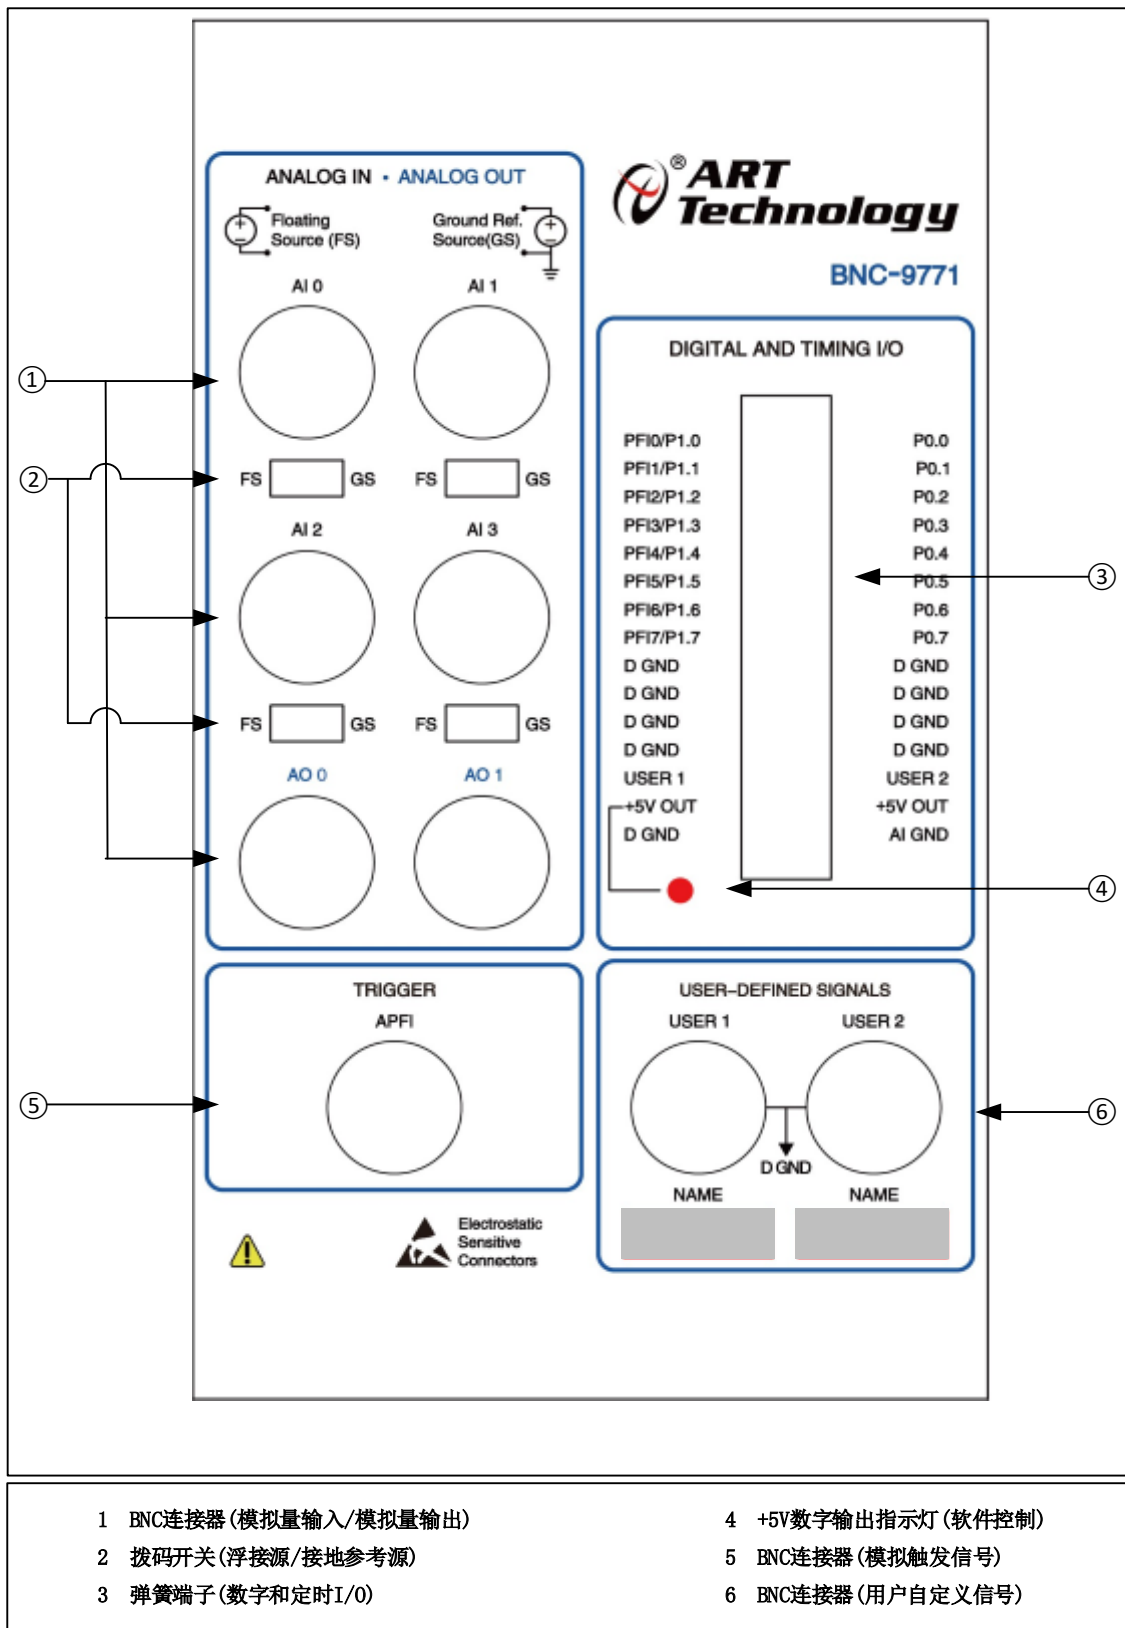 ANALOG IN · ANALOG OUT
Floating
Source (FS)
Ground Ref.
Source(GS)
AI 0
AI 1
FS
GS
FS
GS
AI 2
AI 3
FS
GS
FS
GS
AO 0
AO 1
® ART
Technology
BNC-9771
DIGITAL AND TIMING I/O
PFI0/P1.0
P0.0
PFI1/P1.1
P0.1
PFI2/P1.2
P0.2
PFI3/P1.3
P0.3
PFI4/P1.4
P0.4
PFI5/P1.5
P0.5
PFI6/P1.6
P0.6
PFI7/P1.7
P0.7
D GND
D GND
D GND
D GND
D GND
D GND
D GND
D GND
USER 1
USER 2
+5V OUT
+5V OUT
D GND
AI GND
TRIGGER
APFI
USER-DEFINED SIGNALS
USER 1
USER 2
D GND
NAME
NAME
Electrostatic
Sensitive
Connectors
①
②
③
④
⑤
⑥
1 BNC连接器(模拟量输入/模拟量输出)
2 拨码开关(浮接源/接地参考源)
3 弹簧端子(数字和定时I/O)
4 +5V数字输出指示灯(软件控制)
5 BNC连接器(模拟触发信号)
6 BNC连接器(用户自定义信号)